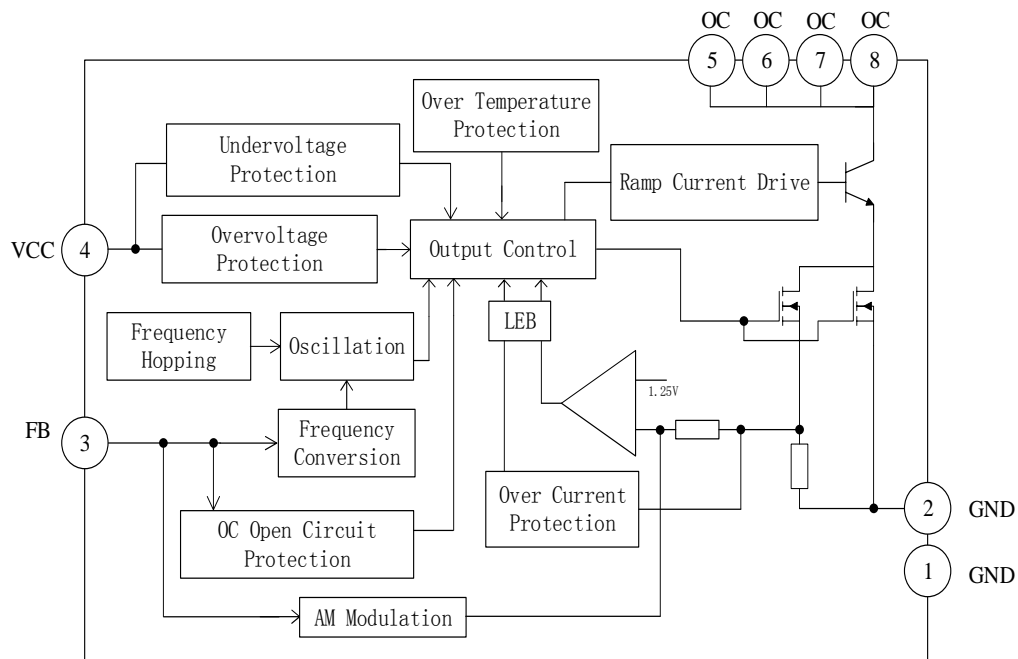 OC OC OC OC
5 6 7 8
Over Temperature
Protection
Undervoltage
Protection
Ramp Current Drive
VCC 4
Overvoltage
Protection
Output Control
LEB
Frequency
Hopping
Oscillation
1.25V
FB 3
Frequency
Conversion
Over Current
Protection
2 GND
OC Open Circuit
Protection
1 GND
AM Modulation